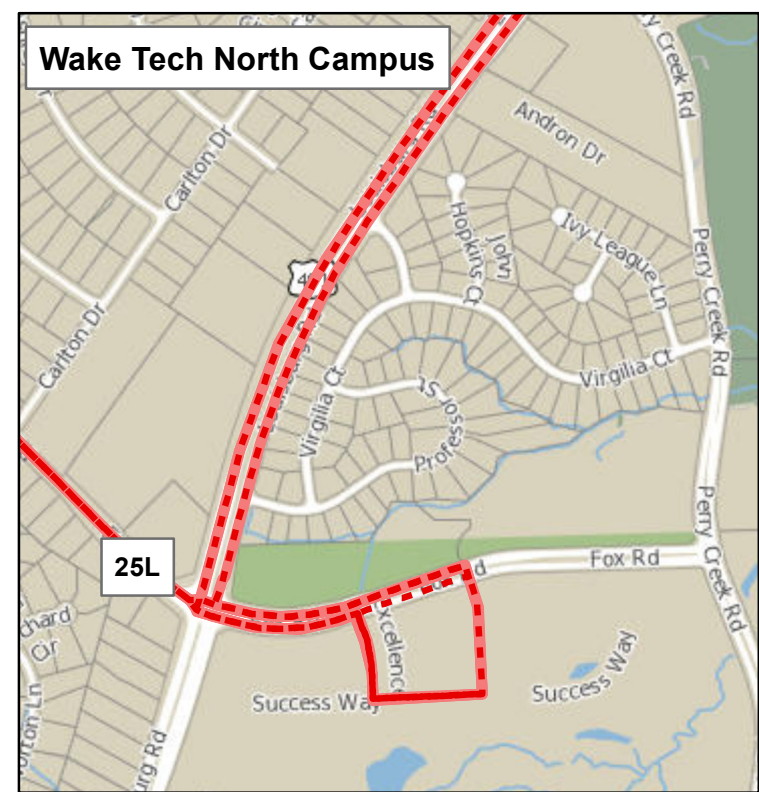 Wake Tech North Campus
Perry Creek Rd
Andron Dr
Carlton Dr
John
Hopkins Ct
Ivy League Ln
Perry Creek Rd
Carlton Dr
Virgilia Ct
Virgilia Ct
Professor St
25L
Fox Rd
Perry Creek Rd
Cir
Success Way
Success Way